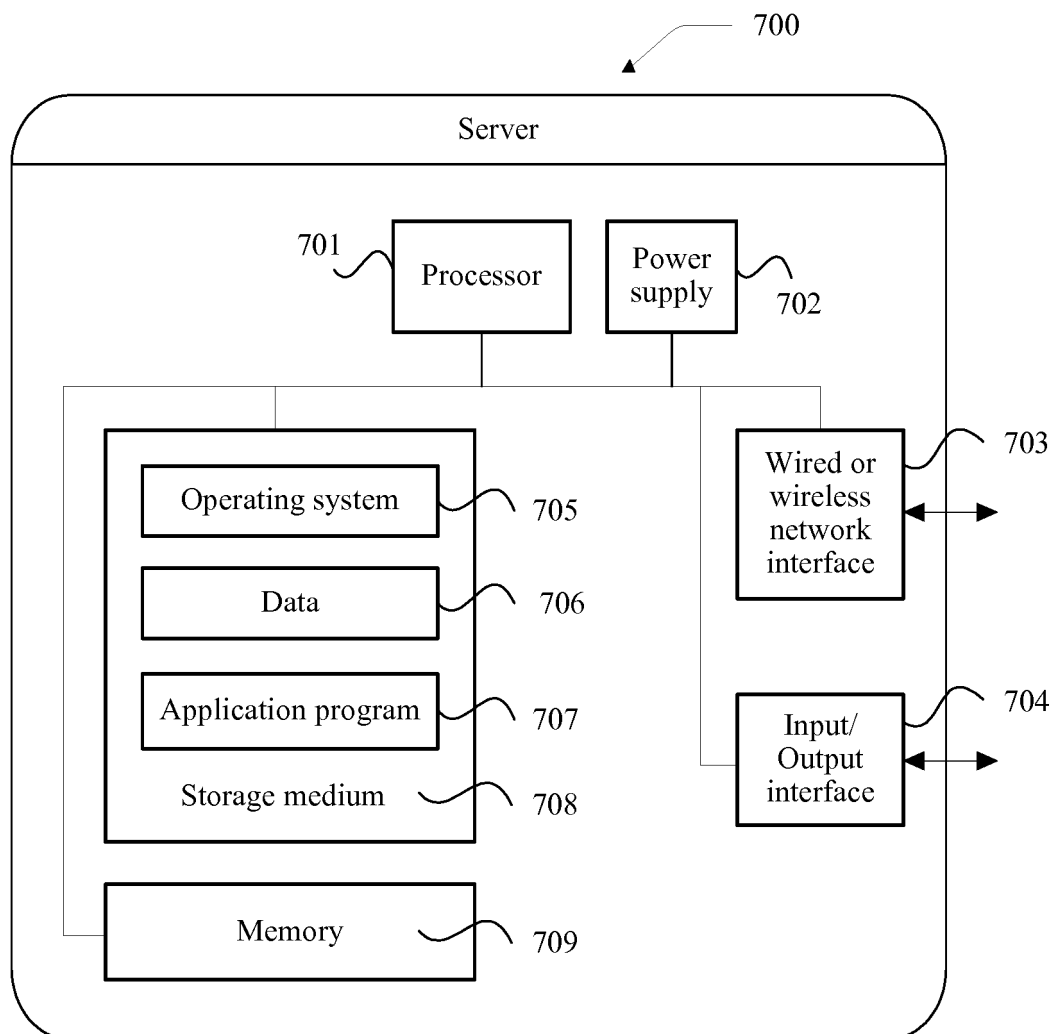 700
Server
701
Processor
Power
supply
702
Operating system
705
Data
706
Application program
707
Storage medium
708
Memory
709
Wired or
wireless
network
interface
703
Input/
Output
interface
704